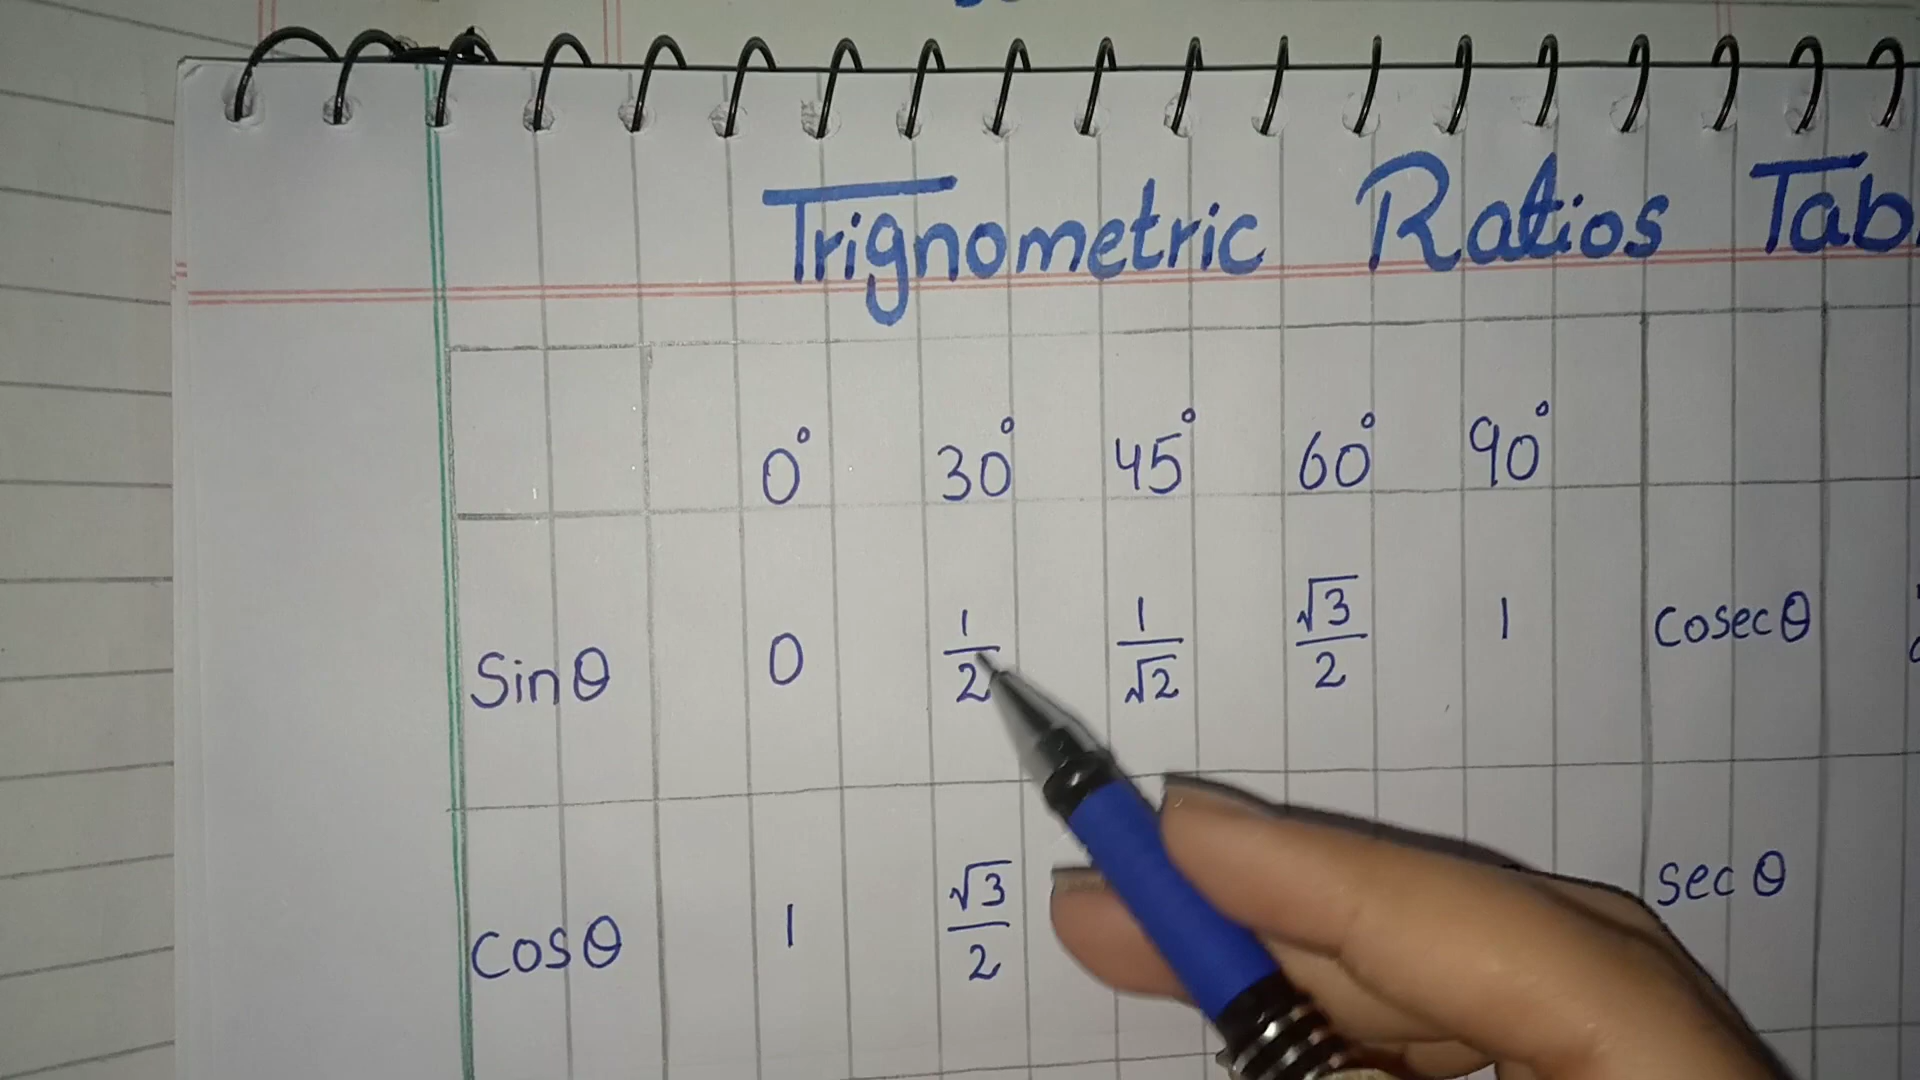 Trignometric Ratios Tab
0° 30° 45° 60° 90°
Sinθ 0 1/2 1/√2 √3/2 1 cosecθ
cosθ 1 √3/2 secθ